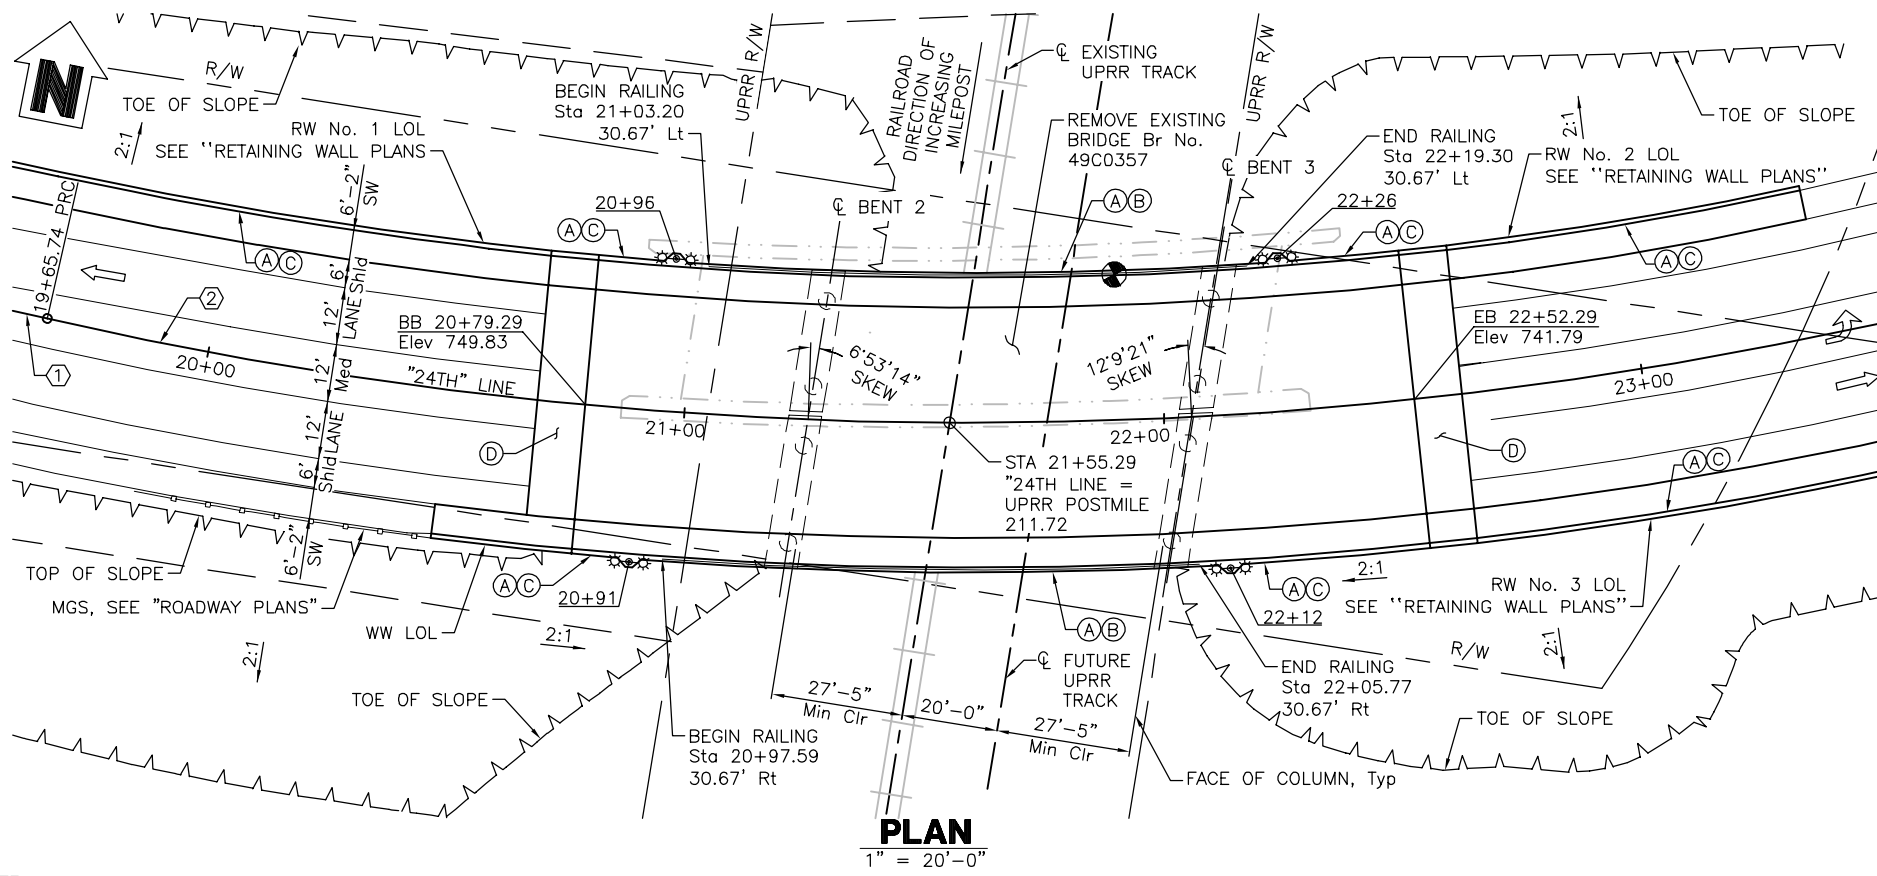 N
R/W
TOE OF SLOPE
2:1
RW No. 1 LOL
SEE "RETAINING WALL PLANS
BEGIN RAILING
Sta 21+03.20
30.67' Lt
UPRR R/W
RAILROAD
DIRECTION OF
INCREASING
MILEPOST
℄ EXISTING
UPRR TRACK
REMOVE EXISTING
BRIDGE Br No.
49C0357
UPRR R/W
℄ BENT 3
END RAILING
Sta 22+19.30
30.67' Lt
2:1
TOE OF SLOPE
RW No. 2 LOL
SEE "RETAINING WALL PLANS"
19+65.74 PRC
6'-2"
SW
6'
Shld
12'
LANE
12'
Med
12'
LANE
6'
Shld
6'-2"
SW
A C
A C
20+96
℄ BENT 2
A B
22+26
A C
A C
2
1
20+00
BB 20+79.29
Elev 749.83
"24TH" LINE
6°53'14"
SKEW
12°9'21"
SKEW
EB 22+52.29
Elev 741.79
23+00
21+00
22+00
D
D
STA 21+55.29
"24TH LINE =
UPRR POSTMILE
211.72
A C
TOP OF SLOPE
MGS, SEE "ROADWAY PLANS"
WW LOL
A C
20+91
2:1
2:1
A B
22+12
A C
2:1
RW No. 3 LOL
SEE "RETAINING WALL PLANS"
R/W
2:1
℄ FUTURE
UPRR
TRACK
END RAILING
Sta 22+05.77
30.67' Rt
TOE OF SLOPE
TOE OF SLOPE
27'-5"
Min Clr
20'-0"
27'-5"
Min Clr
BEGIN RAILING
Sta 20+97.59
30.67' Rt
FACE OF COLUMN, Typ
PLAN
1" = 20'-0"